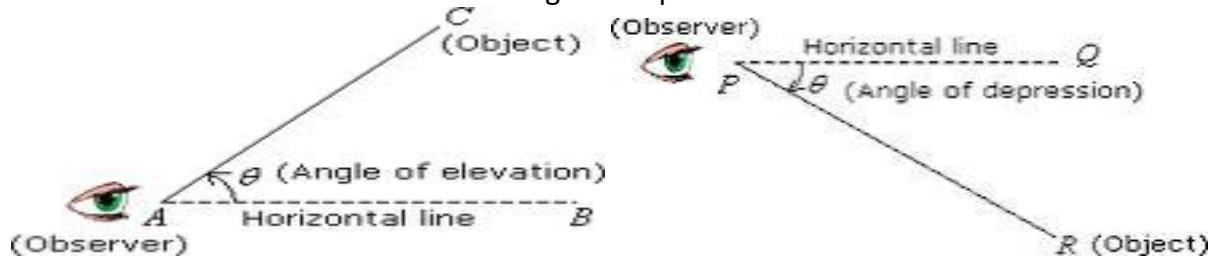 C
(Object)
θ (Angle of elevation)
A
Horizontal line
B
(Observer)
(Observer)
Horizontal line
Q
P
θ (Angle of depression)
R (Object)